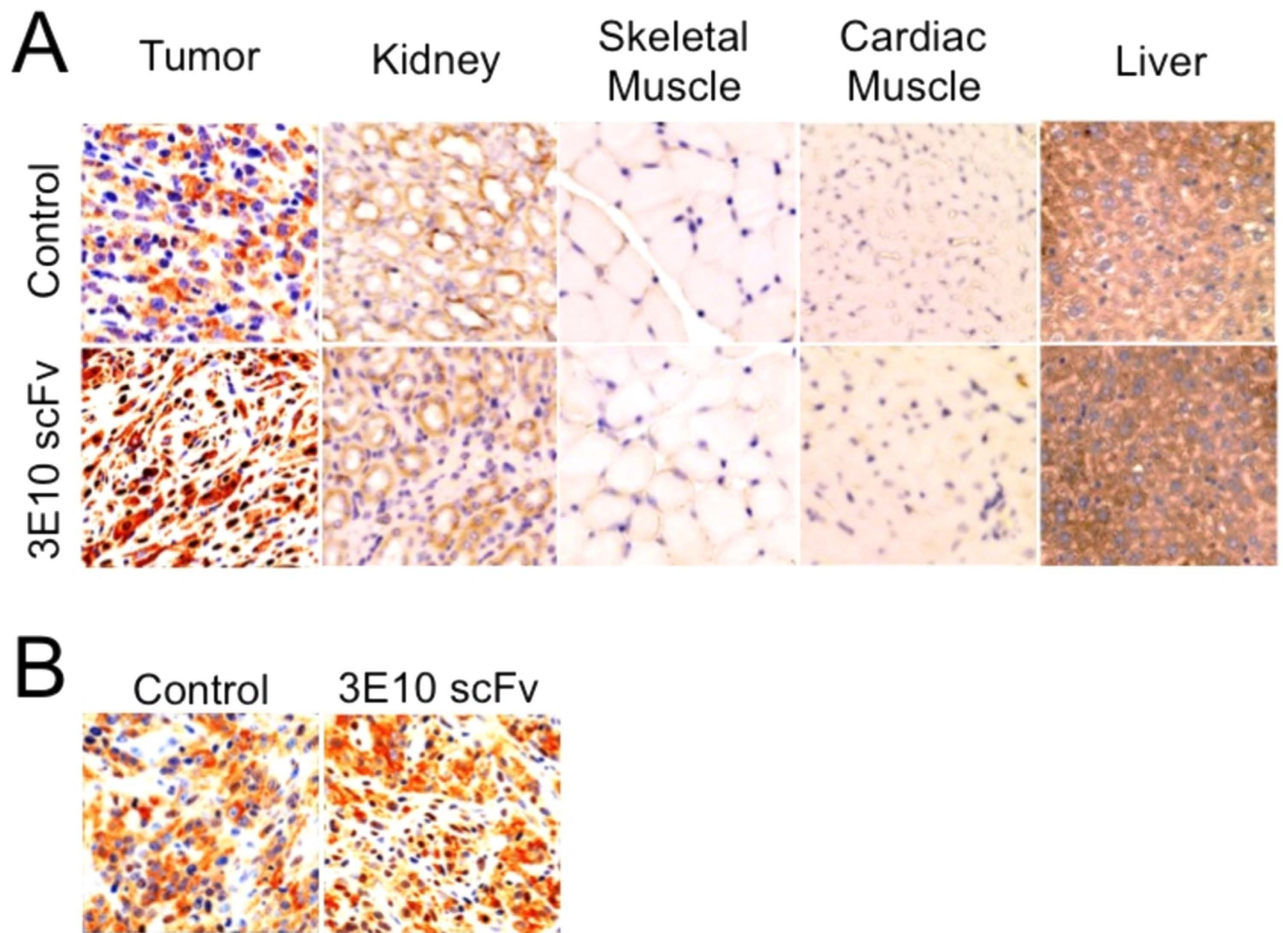 A
Tumor
Kidney
Skeletal
Muscle
Cardiac
Muscle
Liver
Control
3E10 scFv
B
Control
3E10 scFv